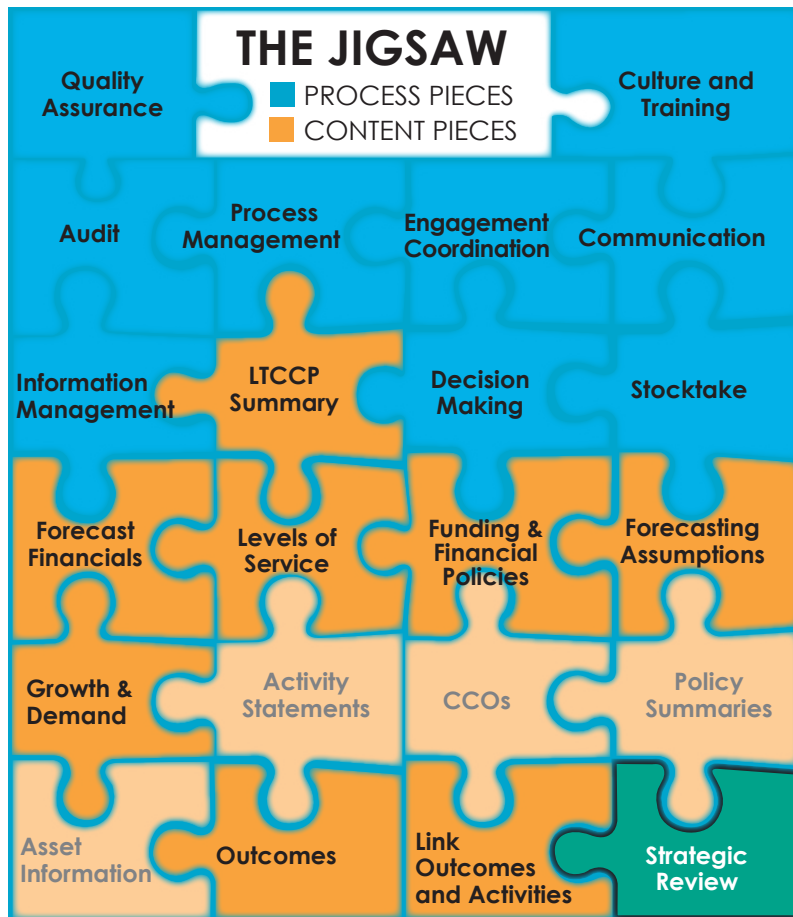 THE JIGSAW
PROCESS PIECES
CONTENT PIECES
Quality
Assurance
Culture and
Training
Audit
Process
Management
Engagement
Coordination
Communication
Information
Management
LTCCP
Summary
Decision
Making
Stocktake
Forecast
Financials
Levels of
Service
Funding &
Financial
Policies
Forecasting
Assumptions
Growth &
Demand
Activity
Statements
CCOs
Policy
Summaries
Asset
Information
Outcomes
Link
Outcomes
and Activities
Strategic
Review